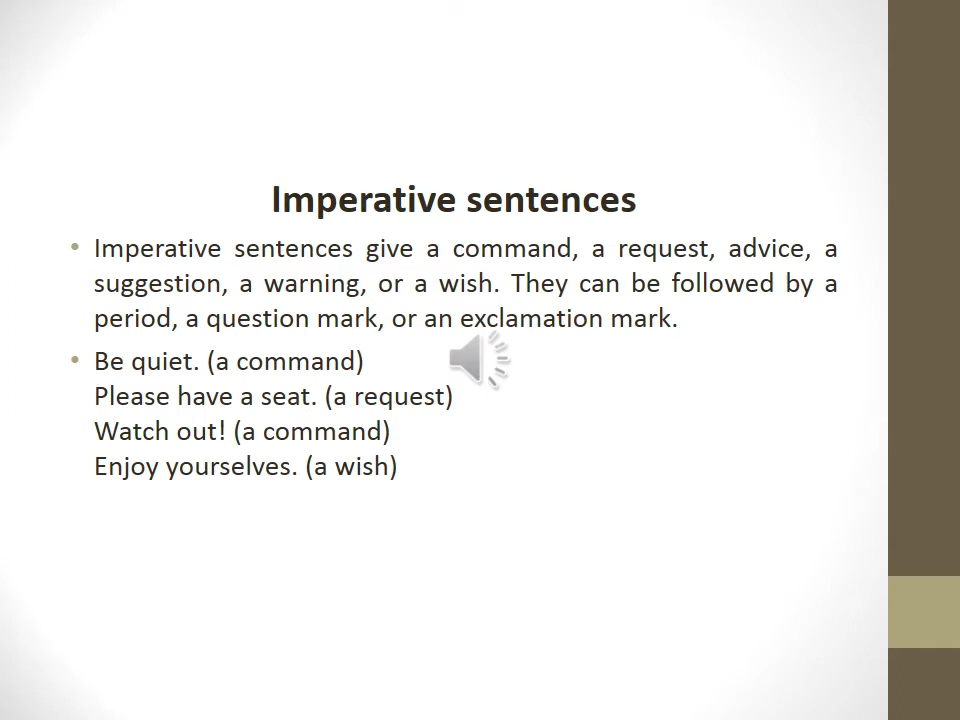 Imperative sentences
• Imperative sentences give a command, a request, advice, a
suggestion, a warning, or a wish. They can be followed by a
period, a question mark, or an exclamation mark.
• Be quiet. (a command)
Please have a seat. (a request)
Watch out! (a command)
Enjoy yourselves. (a wish)